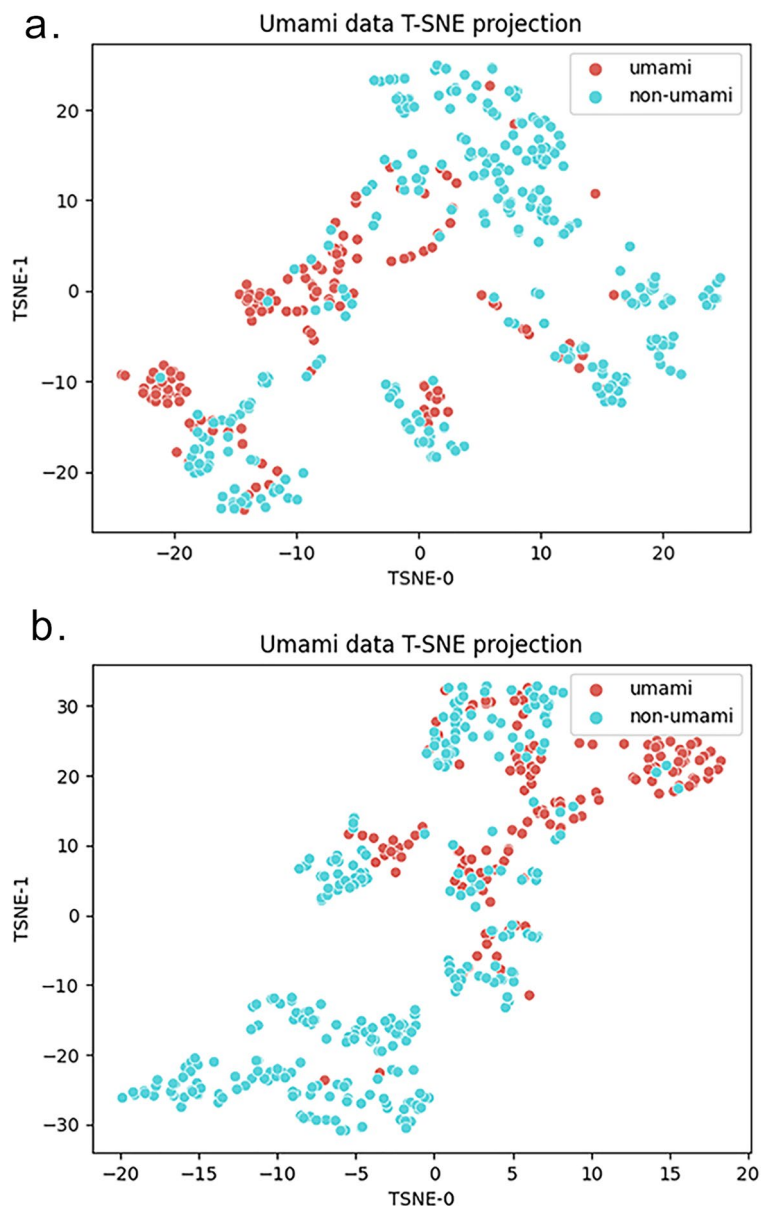 a.
Umami data T-SNE projection
umami
non-umami
20
10
0
−10
−20
TSNE-1
−20 −10 0 10 20
TSNE-0
b.
Umami data T-SNE projection
umami
non-umami
30
20
10
0
−10
−20
−30
TSNE-1
−20 −15 −10 −5 0 5 10 15 20
TSNE-0